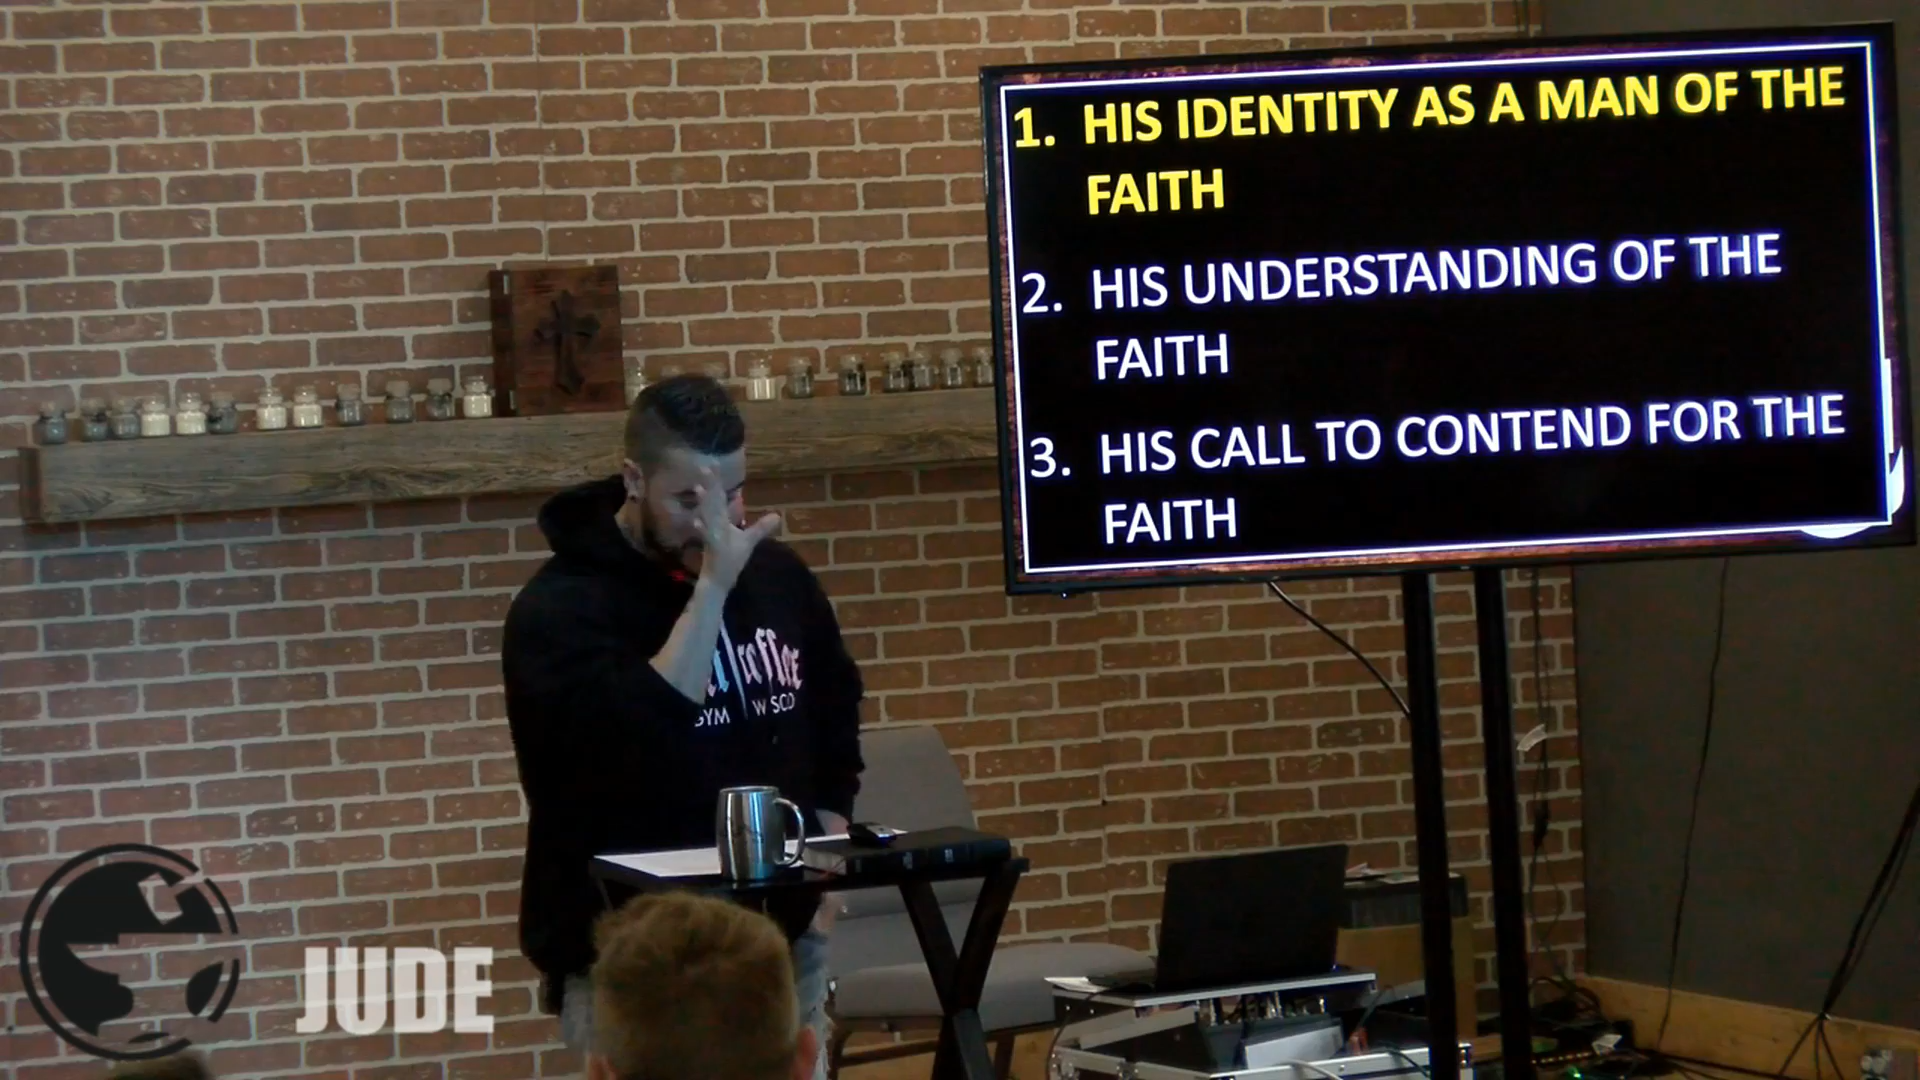 1. HIS IDENTITY AS A MAN OF THE
FAITH
2. HIS UNDERSTANDING OF THE
FAITH
3. HIS CALL TO CONTEND FOR THE
FAITH
GYM
JUDE